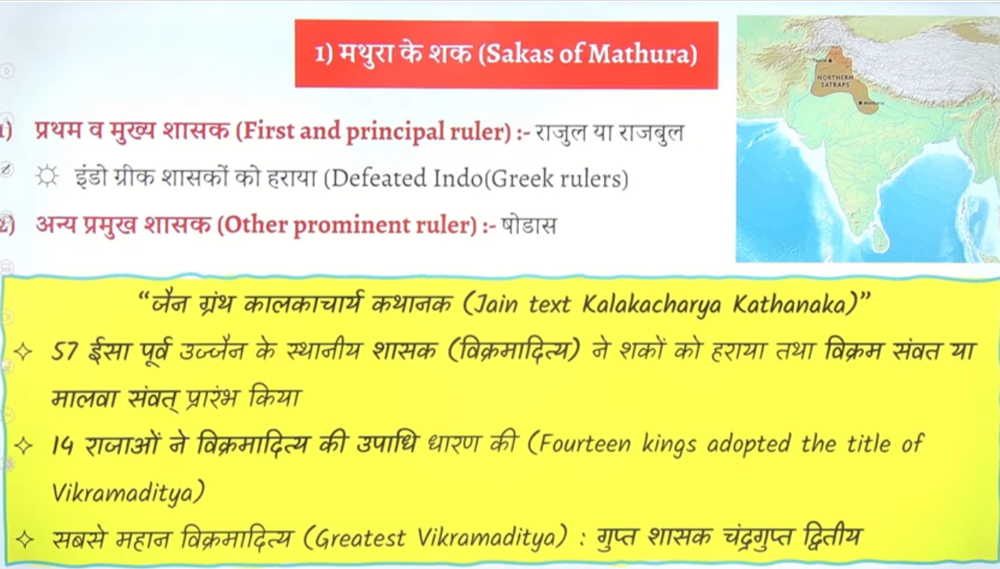 1) मथुरा के शक (Sakas of Mathura)
NORTHERN
SATRAPS
Mathura
1) प्रथम व मुख्य शासक (First and principal ruler) :- राजुल या राजबुल
इंडो ग्रीक शासकों को हराया (Defeated Indo(Greek rulers)
2) अन्य प्रमुख शासक (Other prominent ruler) :- षोडास
“जैन ग्रंथ कालकाचार्य कथानक (Jain text Kalakacharya Kathanaka)”
57 ईसा पूर्व उज्जैन के स्थानीय शासक (विक्रमादित्य) ने शकों को हराया तथा विक्रम संवत या
मालवा संवत् प्रारंभ किया
14 राजाओं ने विक्रमादित्य की उपाधि धारण की (Fourteen kings adopted the title of
Vikramaditya)
सबसे महान विक्रमादित्य (Greatest Vikramaditya) : गुप्त शासक चंद्रगुप्त द्वितीय